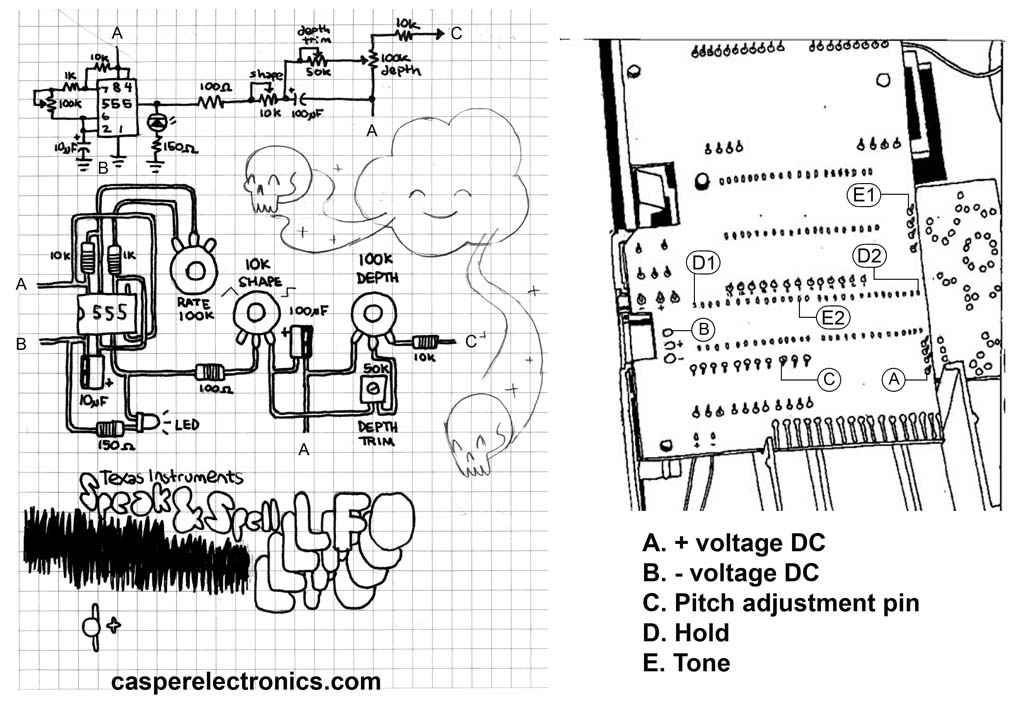 A
10k
1k
100k
7 8 4
555
6
2 1
10µF
B
150Ω
100Ω
shape
10k
100µF
depth
trim
50k
100k
depth
10k
C
A
A
B
10k
1k
555
10µF
+
150Ω
LED
RATE
100k
100Ω
10K
SHAPE
100µF
+
100K
DEPTH
50K
DEPTH
TRIM
10k
C
A
Texas Instruments
Speak & Spell LFO
+
casperelectronics.com
E1
D1
D2
E2
B
+
-
C
A
- +
+ -
A. + voltage DC
B. - voltage DC
C. Pitch adjustment pin
D. Hold
E. Tone